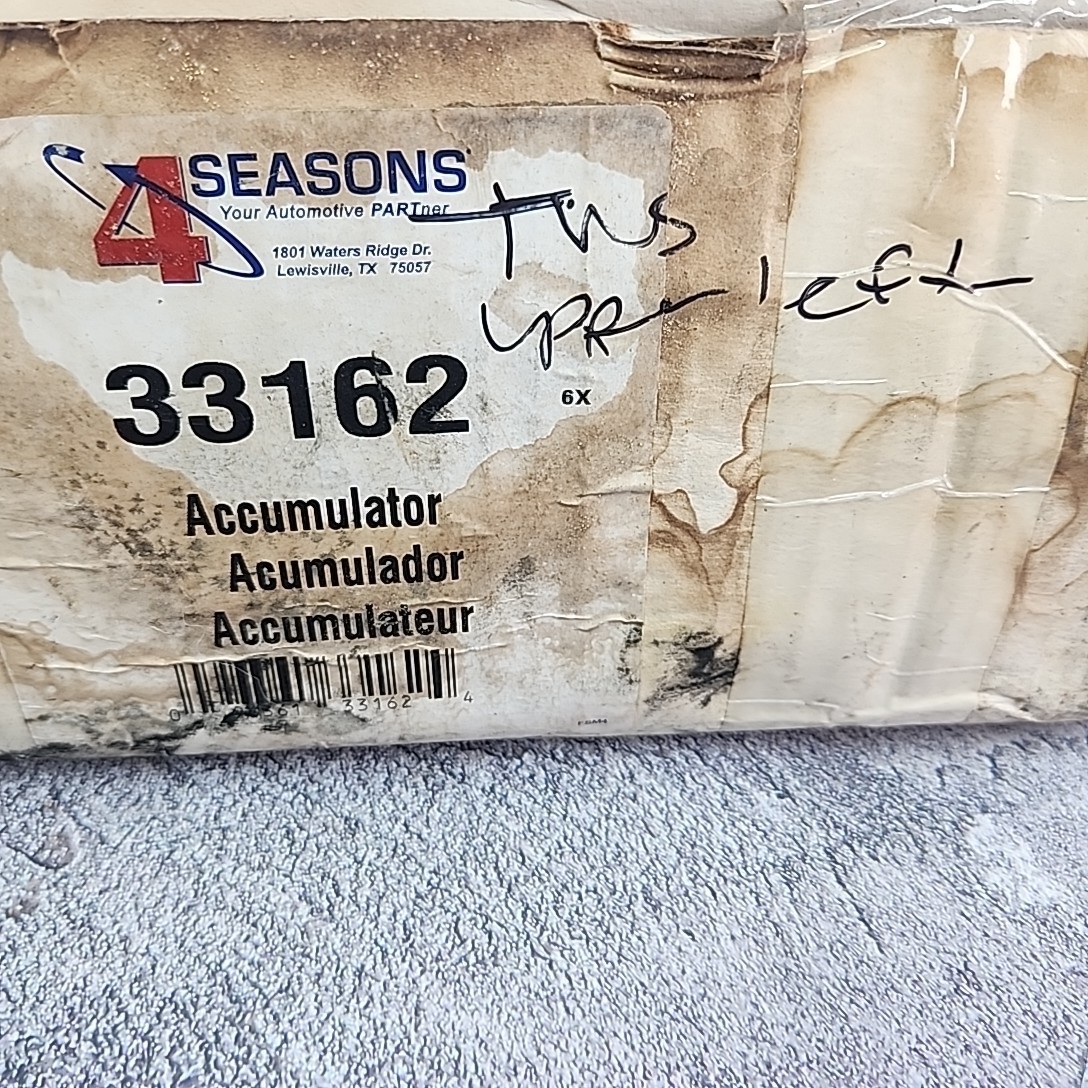 4 SEASONS
Your Automotive PARTner
1801 Waters Ridge Dr.
Lewisville, TX 75057
This
left
33162
6X
Accumulator
Acumulador
Accumulateur
33162 4